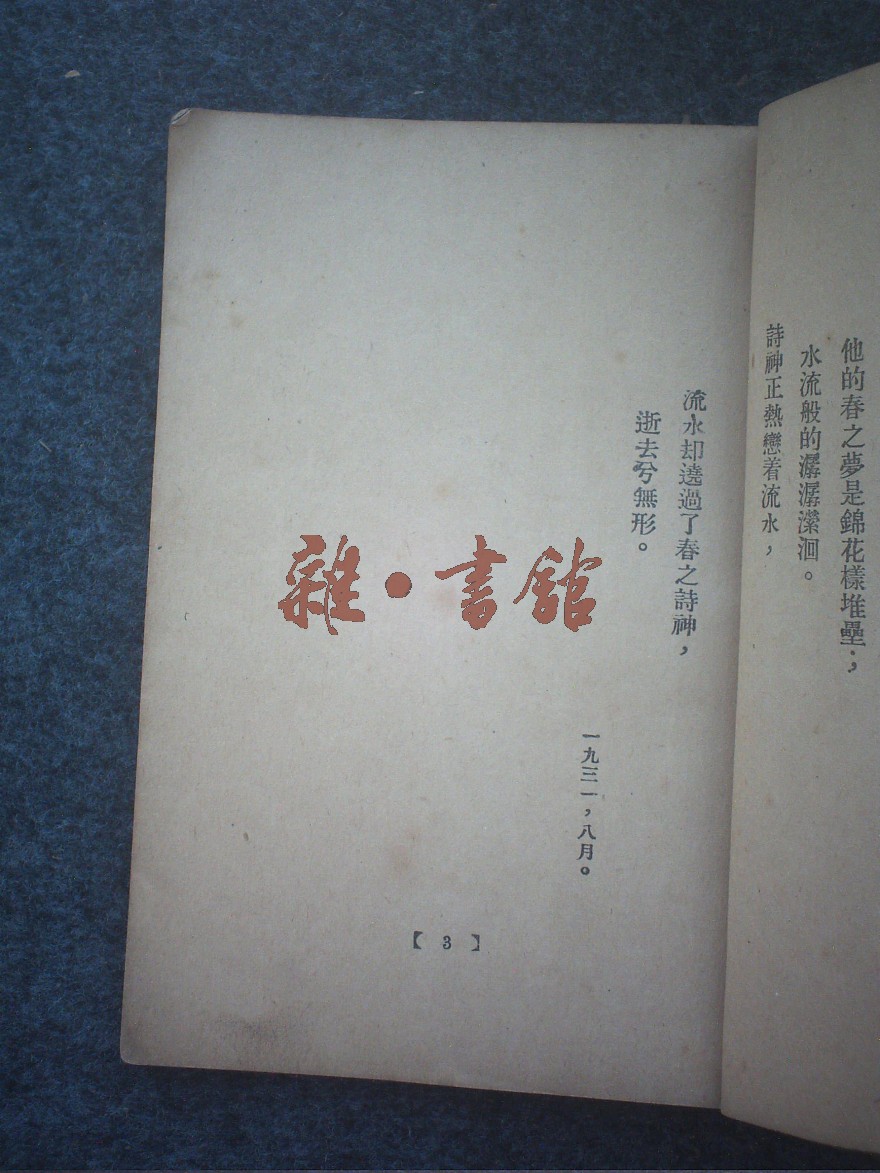 他的春之夢是錦花樣堆壘;
水流般的潺潺瀠洄。
詩神正熱戀着流水,
流水却遶過了春之詩神,
逝去兮無形。
一九三一,八月。
【3】
雜·書館